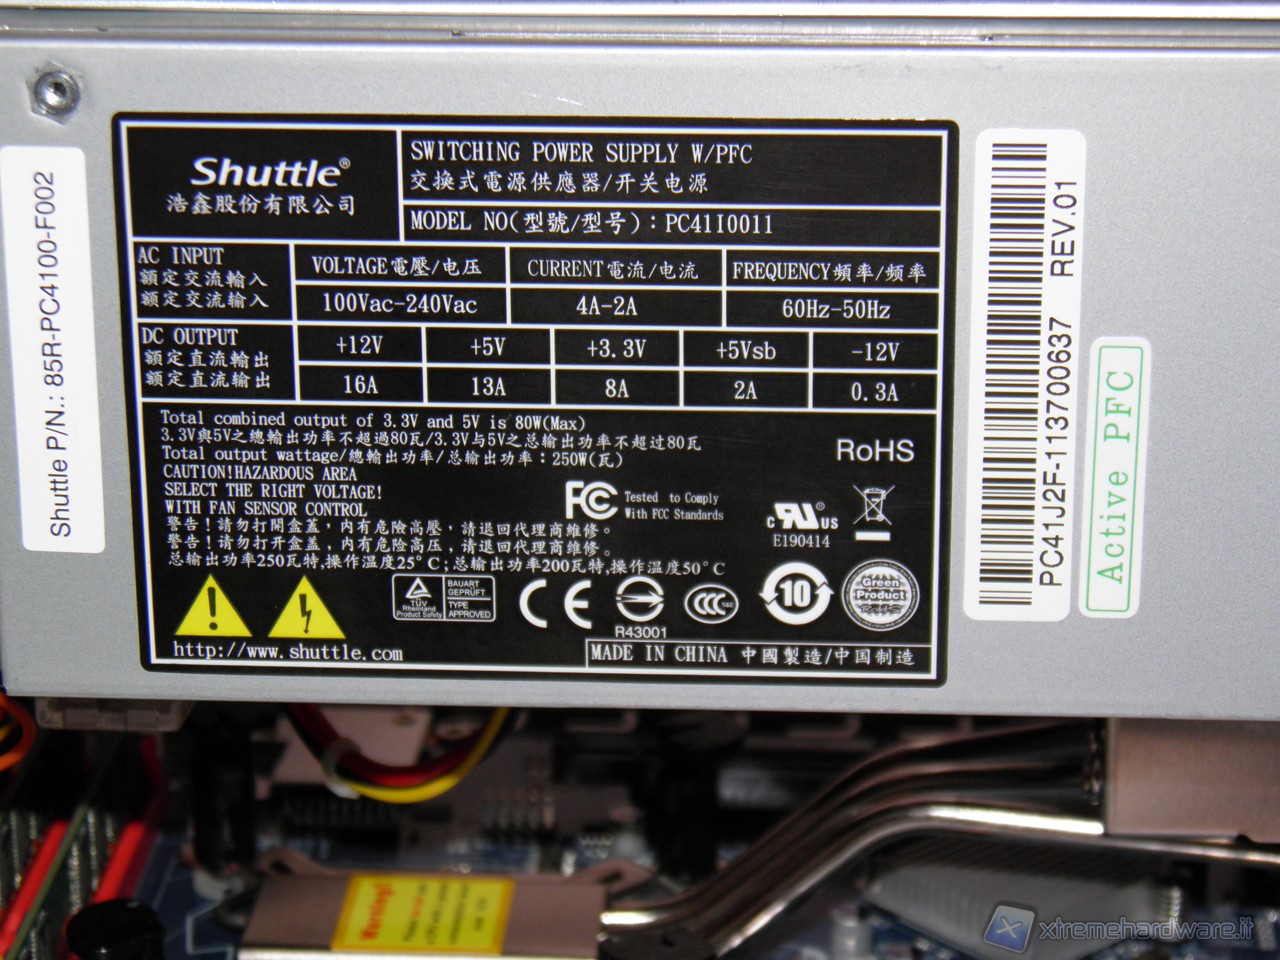 Shuttle®
浩鑫股份有限公司
SWITCHING POWER SUPPLY W/PFC
交換式電源供應器/开关电源
MODEL NO(型號/型号): PC41I0011
AC INPUT
額定交流輸入
额定交流输入
VOLTAGE電壓/电压
CURRENT電流/电流
FREQUENCY頻率/频率
100Vac-240Vac
4A-2A
60Hz-50Hz
DC OUTPUT
額定直流輸出
额定直流输出
+12V
+5V
+3.3V
+5Vsb
-12V
16A
13A
8A
2A
0.3A
Total combined output of 3.3V and 5V is 80W(Max)
3.3V與5V之總輸出功率不超過80瓦/3.3V与5V之总输出功率不超过80瓦
Total output wattage/總輸出功率/总输出功率:250W(瓦)
CAUTION!HAZARDOUS AREA
SELECT THE RIGHT VOLTAGE!
WITH FAN SENSOR CONTROL
警告!請勿打開盒蓋,內有危險高壓,請退回代理商維修。
警告!请勿打开盒盖,内有危险高压,请退回代理商维修。
总输出功率250瓦特,操作温度25°C;总输出功率200瓦特,操作温度50°C
RoHS
FC
Tested to Comply
With FCC Standards
c RU US
E190414
TÜV
Rheinland
Product Safety
BAUART
GEPRÜFT
TYPE
APPROVED
CE
R43001
CCC S&E
10
Green
Product
http://www.shuttle.com
MADE IN CHINA 中國製造/中国制造
Shuttle P/N.: 85R-PC4100-F002
PC41J2F-113700637 REV.01
Active PFC
Warning!
xtremehardware.it